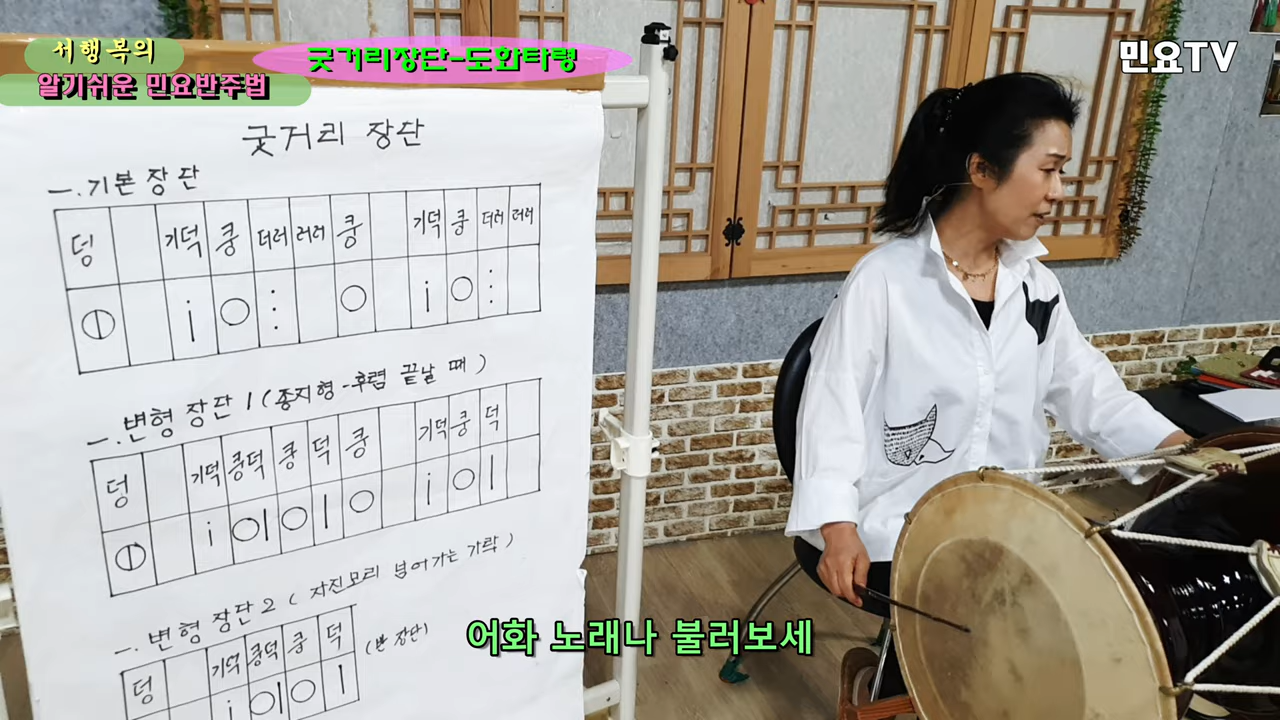 서행복의
알기쉬운 민요반주법
굿거리장단-도화타령
민요TV
굿거리 장단
一. 기본 장단
덩 기덕 쿵 더러 러러 쿵 기덕 쿵 더러 러러
一. 변형 장단 1 (종지형-후렴 끝날 때)
덩 기덕 쿵덕 쿵 덕 쿵 기덕 쿵 덕
一. 변형 장단 2 (자진모리 넘어가는 가락)
덩 기덕 쿵덕 쿵 덕 (반 장단)
어화 노래나 불러보세